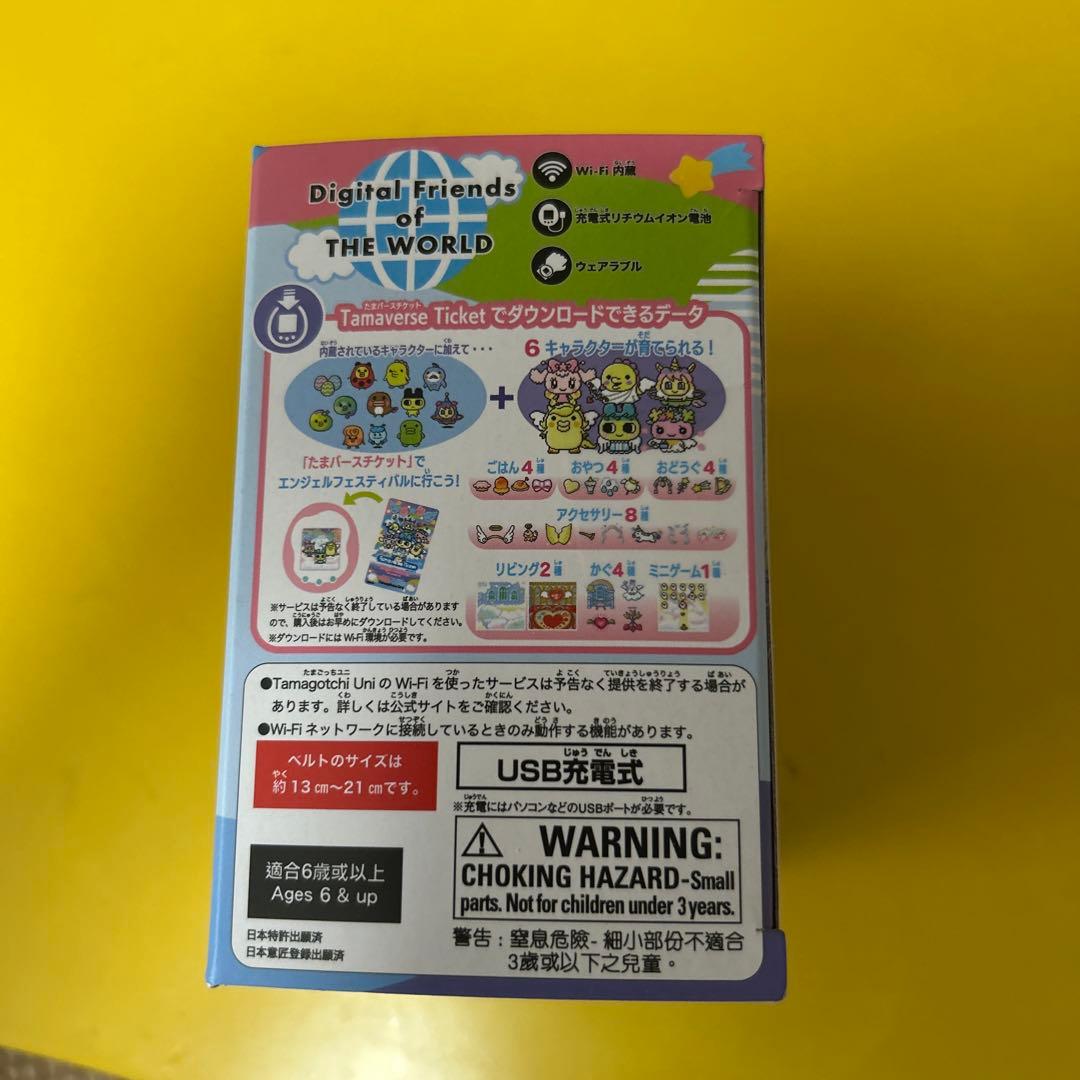 Digital Friends
of
THE WORLD
Wi-Fi 内蔵
充電式リチウムイオン電池
ウェアラブル
Tamaverse Ticket でダウンロードできるデータ
内蔵されているキャラクターに加えて・・・
6 キャラクターが育てられる！
+
「たまバースチケット」で
エンジェルフェスティバルに行こう！
ごはん4種
おやつ4種
おどうぐ4種
アクセサリー8種
リビング2種
かぐ4種
ミニゲーム1種
※サービスは予告なく終了している場合があります
ので、購入後はお早めにダウンロードしてください。
※ダウンロードには Wi-Fi 環境が必要です。
●Tamagotchi Uni の Wi-Fi を使ったサービスは予告なく提供を終了する場合が
あります。詳しくは公式サイトをご確認ください。
●Wi-Fi ネットワークに接続しているときのみ動作する機能があります。
ベルトのサイズは
約13㎝～21㎝です。
USB充電式
※充電にはパソコンなどのUSBポートが必要です。
適合6歲或以上
Ages 6 & up
WARNING:
CHOKING HAZARD-Small
parts. Not for children under 3 years.
日本特許出願済
日本意匠登録出願済
警告：窒息危險- 細小部份不適合
3歲或以下之兒童。